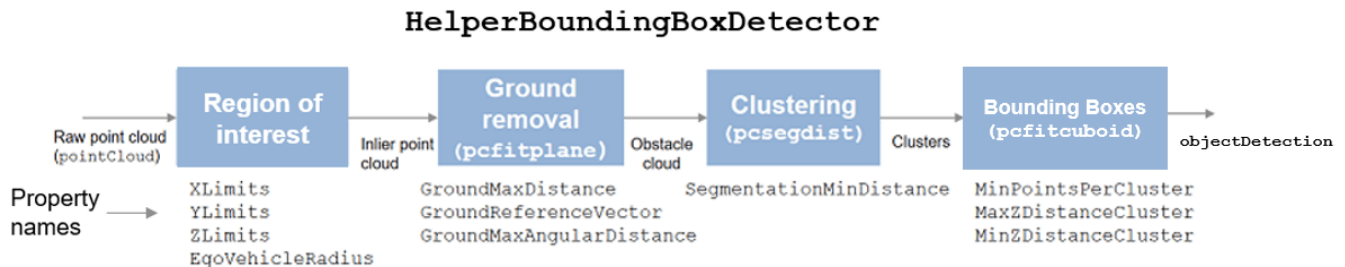 HelperBoundingBoxDetector
Region of
interest
Ground
removal
(pcfitplane)
Clustering
(pcsegdist)
Bounding Boxes
(pcfitcuboid)
Raw point cloud
(pointCloud)
Inlier point
cloud
Obstacle
cloud
Clusters
objectDetection
Property
names
XLimits
YLimits
ZLimits
EgoVehicleRadius
GroundMaxDistance
GroundReferenceVector
GroundMaxAngularDistance
SegmentationMinDistance
MinPointsPerCluster
MaxZDistanceCluster
MinZDistanceCluster